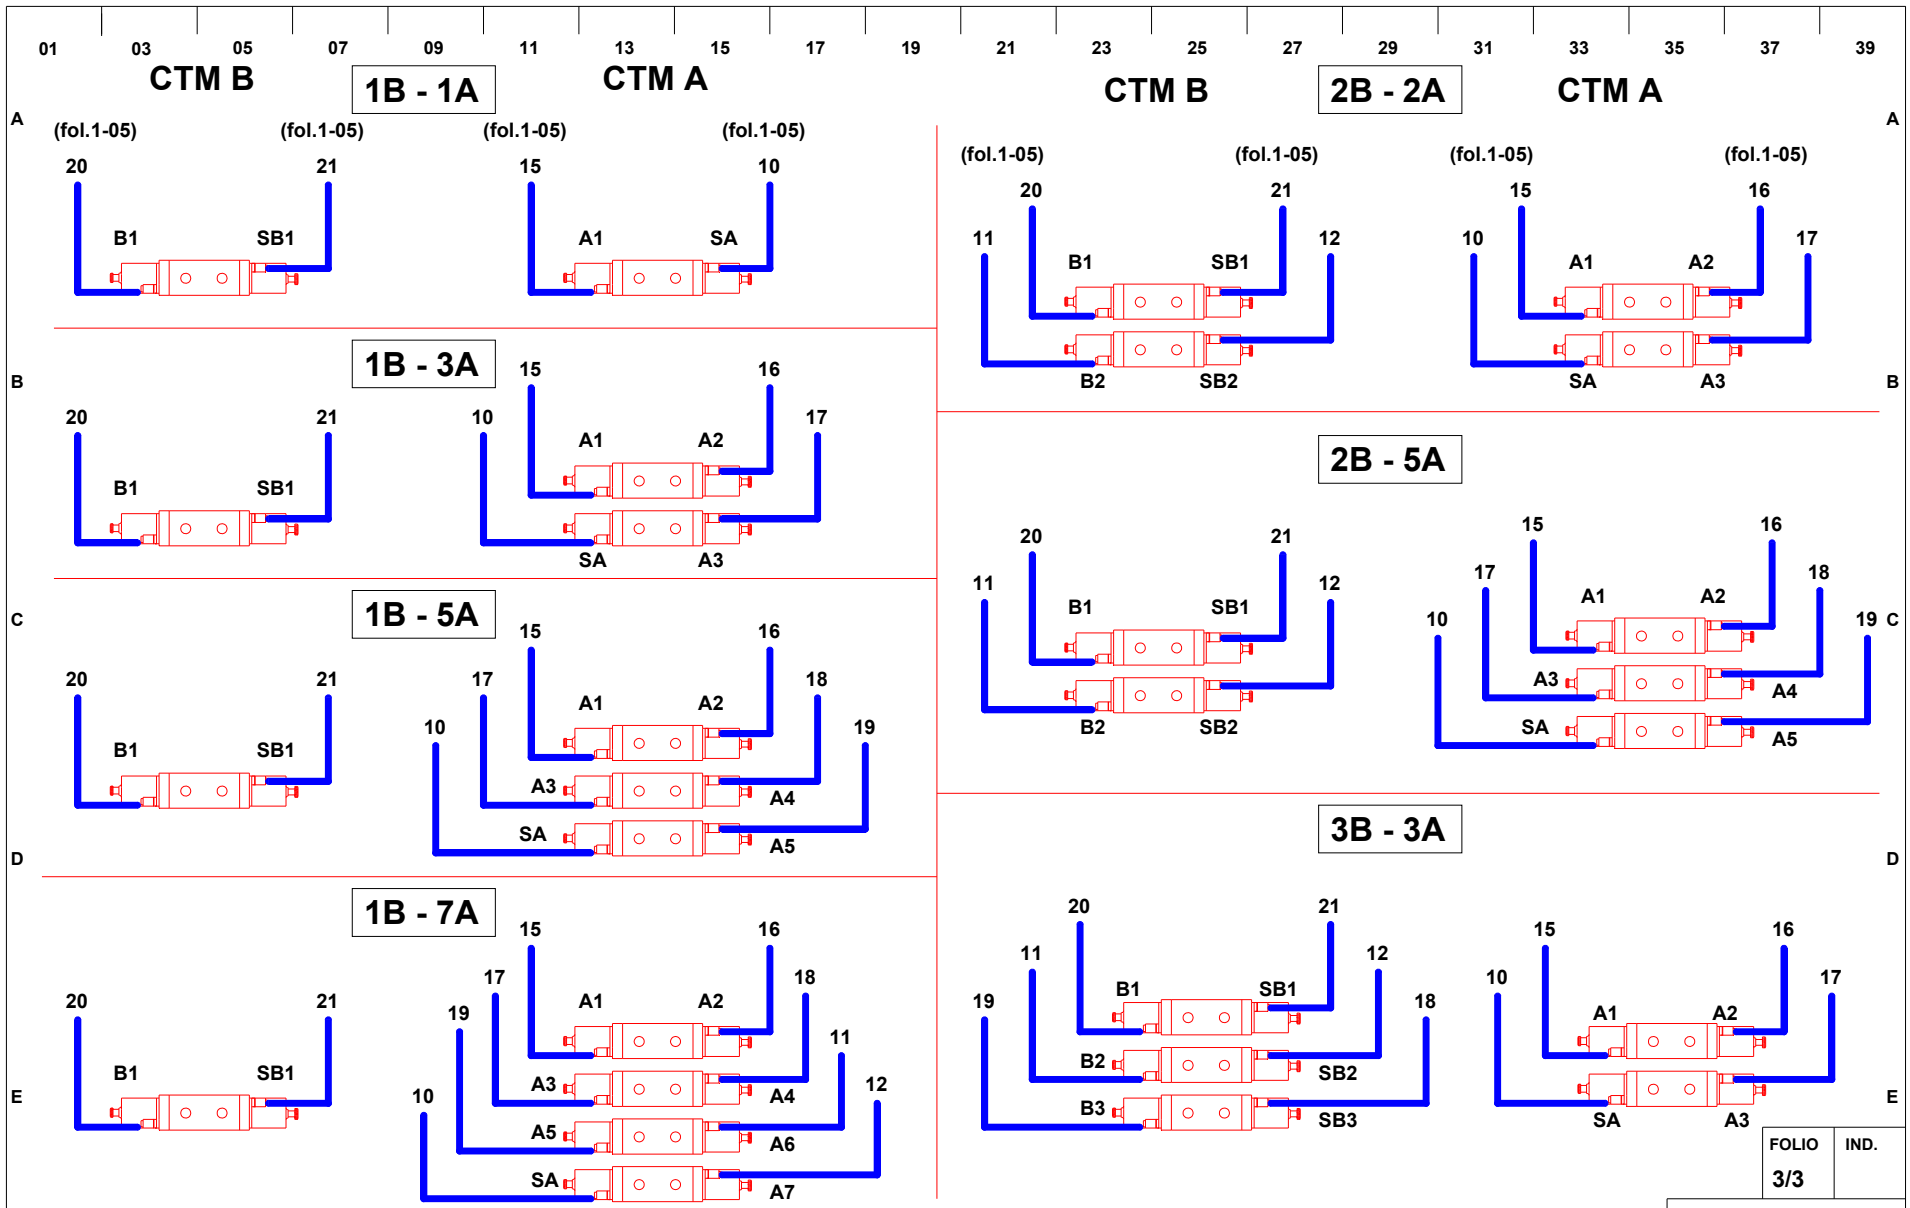 01 03 05 07 09 11 13 15 17 19 21 23 25 27 29 31 33 35 37 39
CTM B 1B - 1A CTM A CTM B 2B - 2A CTM A
A A
(fol.1-05) (fol.1-05) (fol.1-05) (fol.1-05)
20 21 15 10
B1 SB1 A1 SA
(fol.1-05) (fol.1-05) (fol.1-05) (fol.1-05)
20 21 15 16
11 12 10 17
B1 SB1 A1 A2
B2 SB2 SA A3
1B - 3A
B B
15 16
20 21 10 17
A1 A2
B1 SB1
SA A3
2B - 5A
20 21 15 16
11 12 17 18
B1 SB1 A1 A2
10 19
A3 A4
B2 SB2 SA A5
1B - 5A
C C
15 16
20 21 17 18
A1 A2
10 19
B1 SB1
A3 A4
SA A5
3B - 3A
D D
20 21
15 16
11 12
10 17
19 18
B1 SB1
A1 A2
B2 SB2
B3 SB3
SA A3
1B - 7A
15 16
17 18
20 21 A1 A2
19 11
B1 SB1
A3 A4
10 12
E E
A5 A6
SA A7
FOLIO IND.
3/3